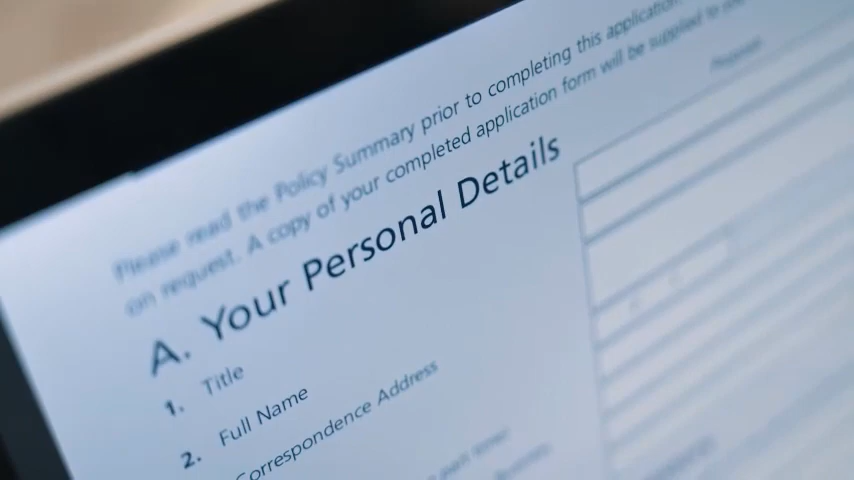 Please read the Policy Summary prior to completing this application.
on request. A copy of your completed application form will be supplied to
Proposer
A. Your Personal Details
1. Title
2. Full Name
Correspondence Address